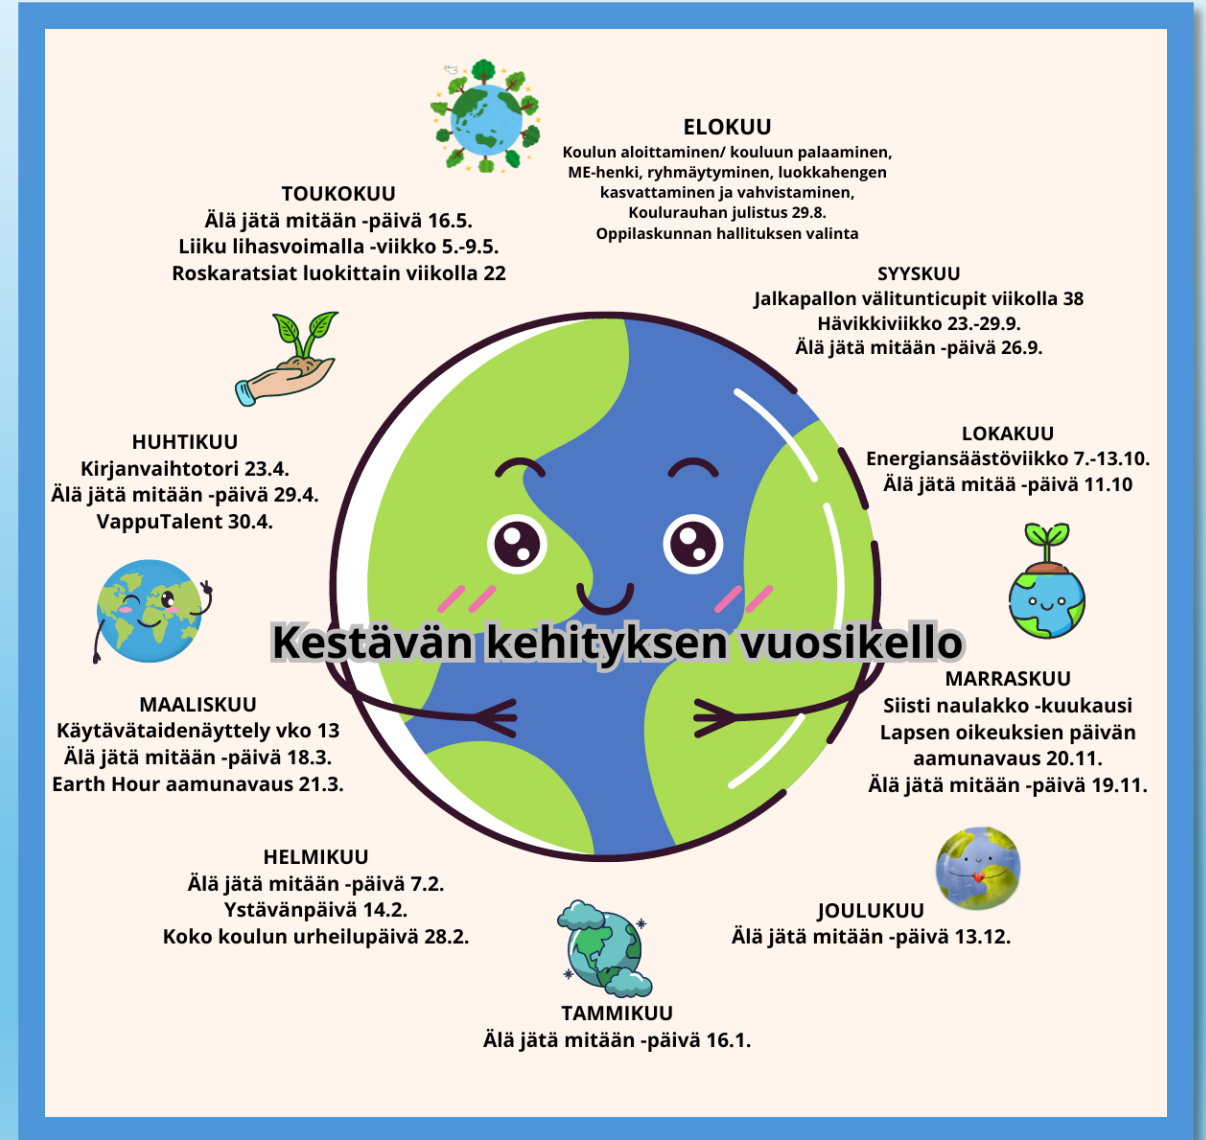 ELOKUU
Koulun aloittaminen/ kouluun palaaminen,
ME-henki, ryhmäytyminen, luokkahengen
kasvattaminen ja vahvistaminen,
Koulurauhan julistus 29.8.
Oppilaskunnan hallituksen valinta
SYYSKUU
Jalkapallon välitunticupit viikolla 38
Hävikkiviikko 23.-29.9.
Älä jätä mitään -päivä 26.9.
LOKAKUU
Energiansäästöviikko 7.-13.10.
Älä jätä mitää -päivä 11.10
MARRASKUU
Siisti naulakko -kuukausi
Lapsen oikeuksien päivän
aamunavaus 20.11.
Älä jätä mitään -päivä 19.11.
JOULUKUU
Älä jätä mitään -päivä 13.12.
TAMMIKUU
Älä jätä mitään -päivä 16.1.
HELMIKUU
Älä jätä mitään -päivä 7.2.
Ystävänpäivä 14.2.
Koko koulun urheilupäivä 28.2.
MAALISKUU
Käytävätaidenäyttely vko 13
Älä jätä mitään -päivä 18.3.
Earth Hour aamunavaus 21.3.
HUHTIKUU
Kirjanvaihtotori 23.4.
Älä jätä mitään -päivä 29.4.
VappuTalent 30.4.
TOUKOKUU
Älä jätä mitään -päivä 16.5.
Liiku lihasvoimalla -viikko 5.-9.5.
Roskaratsiat luokittain viikolla 22
Kestävän kehityksen vuosikello